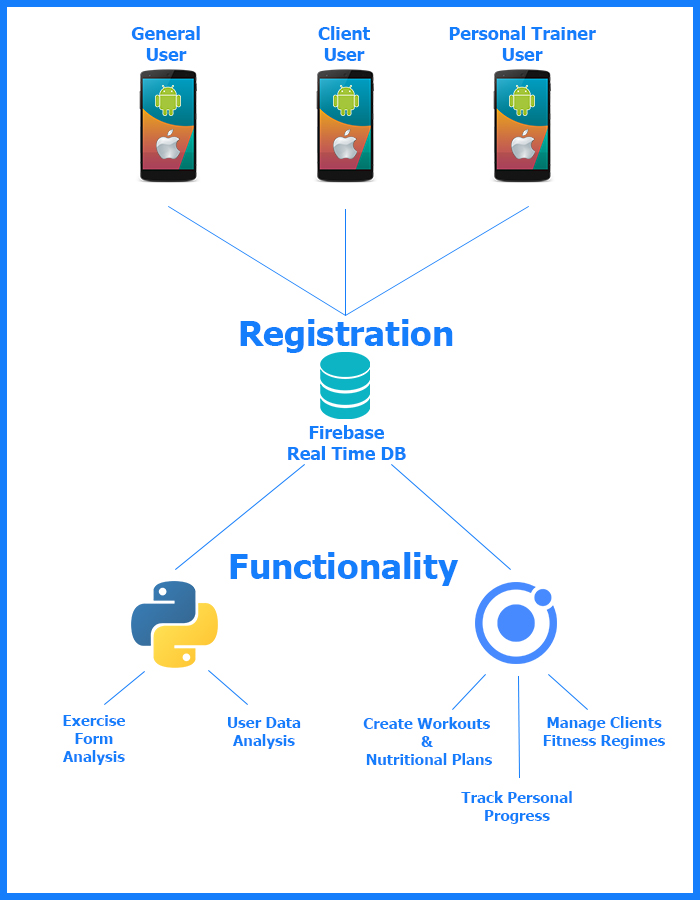 General
User
Client
User
Personal Trainer
User
Registration
Firebase
Real Time DB
Functionality
Exercise
Form
Analysis
User Data
Analysis
Create Workouts
&
Nutritional Plans
Track Personal
Progress
Manage Clients
Fitness Regimes